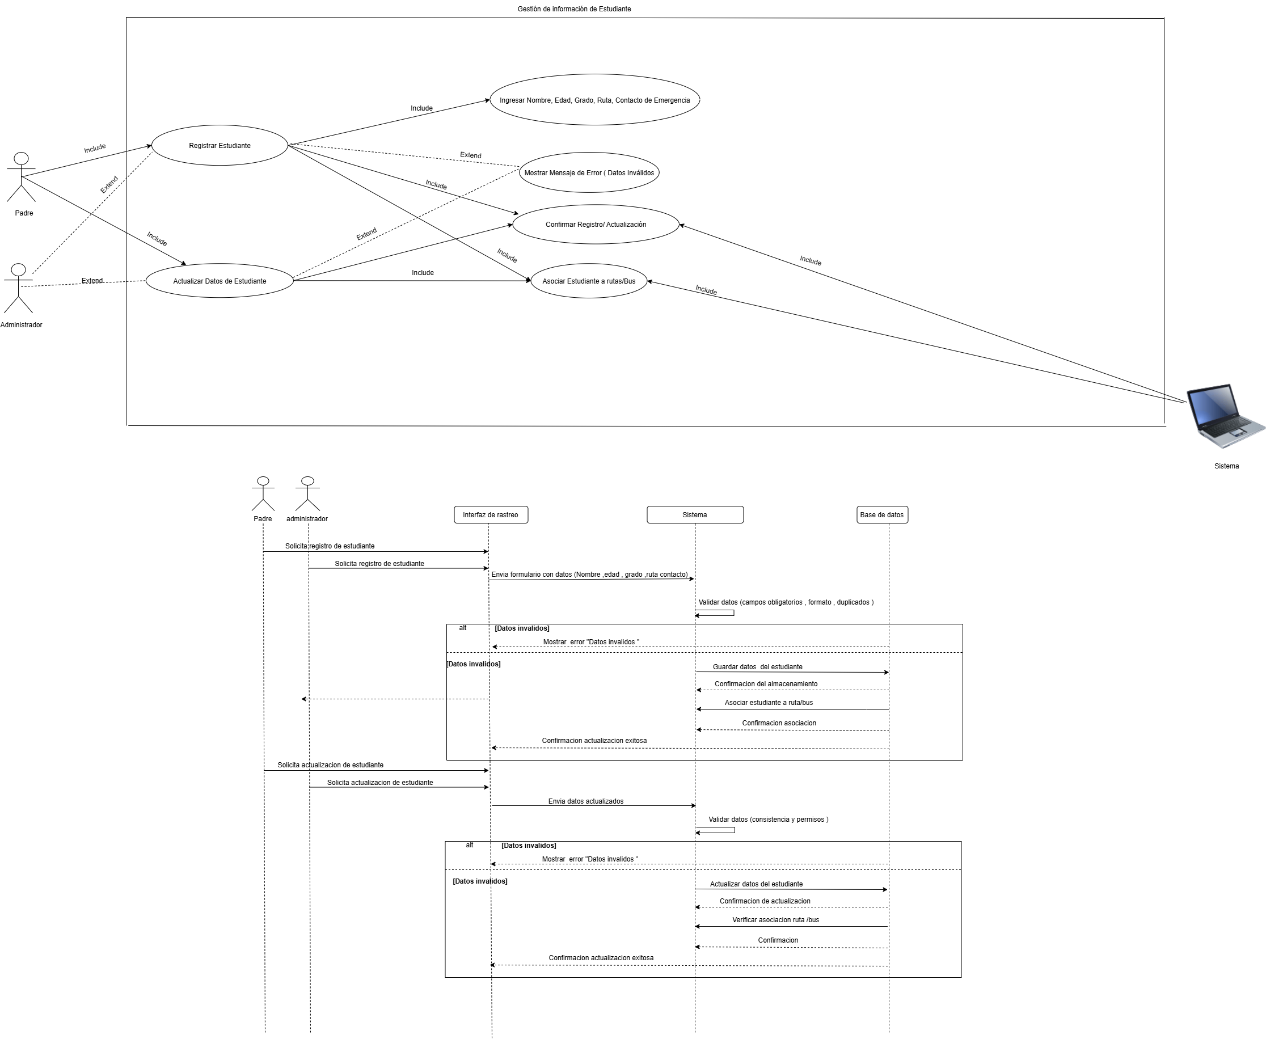 Gestión de Información de Estudiante
Ingresar Nombre, Edad, Grado, Ruta, Contacto de Emergencia
Include
Registrar Estudiante
Include
Extend
Mostrar Mensaje de Error ( Datos Inválidos
Include
Extend
Padre
Confirmar Registro/ Actualización
Extend
Include
Include
Include
Include
Actualizar Datos de Estudiante
Extend
Asociar Estudiante a rutas/Bus
Include
Administrador
Sistema
Padre
administrador
Interfaz de rastreo
Sistema
Base de datos
Solicita registro de estudiante
Solicita registro de estudiante
Envia formulario con datos (Nombre ,edad , grado ,ruta contacto)
Validar datos (campos obligatorios , formato , duplicados )
alt
[Datos invalidos]
Mostrar error "Datos invalidos "
[Datos invalidos]
Guardar datos del estudiante
Confirmacion del almacenamiento
Asociar estudiante a ruta/bus
Confirmacion asociacion
Confirmacion actualizacion exitosa
Solicita actualizacion de estudiante
Solicita actualizacion de estudiante
Envia datos actualizados
Validar datos (consistencia y permisos )
alt
[Datos invalidos]
Mostrar error "Datos invalidos "
[Datos invalidos]
Actualizar datos del estudiante
Confirmacion de actualizacion
Verificar asociacion ruta /bus
Confirmacion
Confirmacion actualizacion exitosa